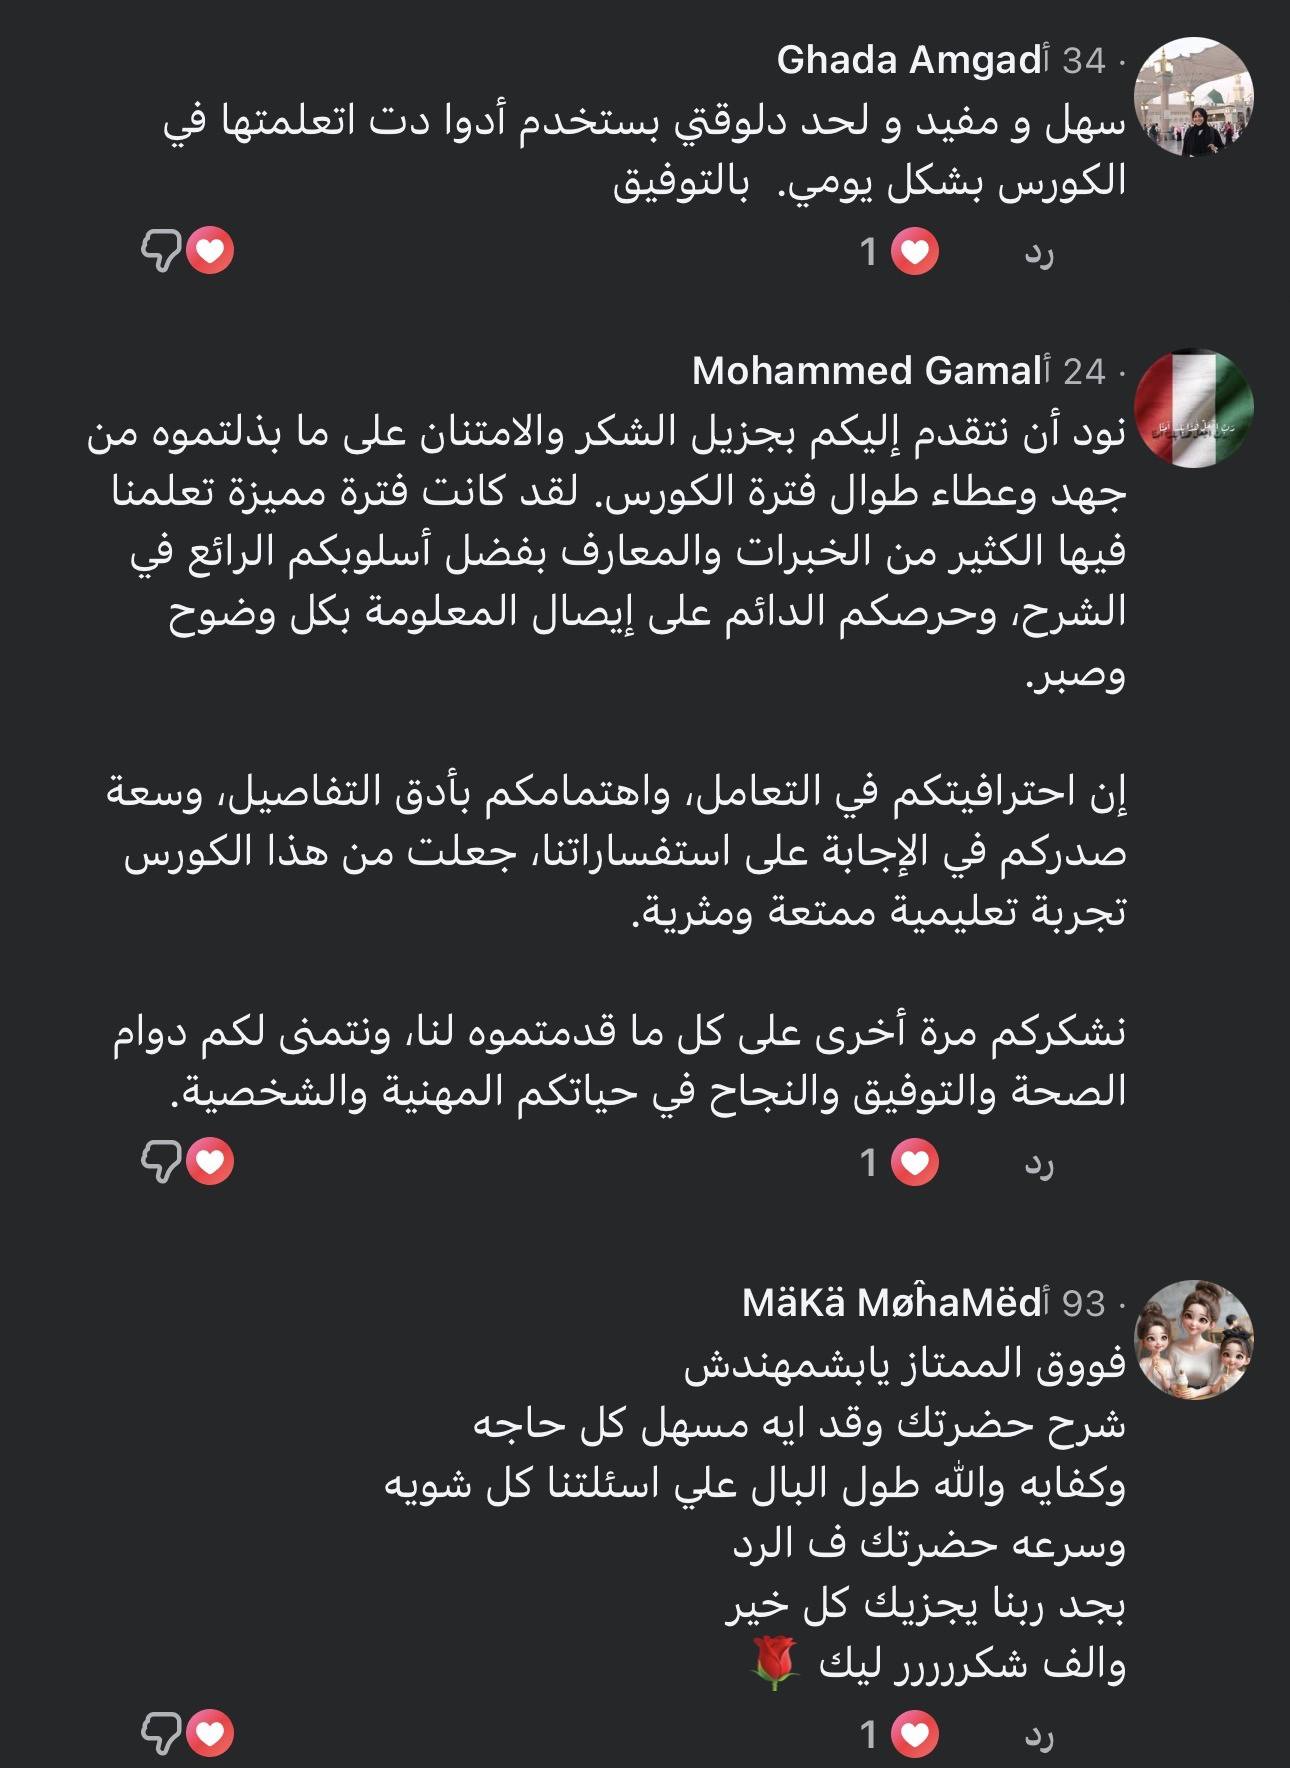 Ghada Amgad 34أ ·
سهل و مفيد و لحد دلوقتي بستخدم أدوا دت اتعلمتها في
الكورس بشكل يومي. بالتوفيق
رد 1
Mohammed Gamal 24أ ·
نود أن نتقدم إليكم بجزيل الشكر والامتنان على ما بذلتموه من
جهد وعطاء طوال فترة الكورس. لقد كانت فترة مميزة تعلمنا
فيها الكثير من الخبرات والمعارف بفضل أسلوبكم الرائع في
الشرح، وحرصكم الدائم على إيصال المعلومة بكل وضوح
وصبر.
إن احترافيتكم في التعامل، واهتمامكم بأدق التفاصيل، وسعة
صدركم في الإجابة على استفساراتنا، جعلت من هذا الكورس
تجربة تعليمية ممتعة ومثرية.
نشكركم مرة أخرى على كل ما قدمتموه لنا، ونتمنى لكم دوام
الصحة والتوفيق والنجاح في حياتكم المهنية والشخصية.
رد 1
MäKä MøĥaMëd 93أ ·
فووق الممتاز يابشمهندش
شرح حضرتك وقد ايه مسهل كل حاجه
وكفايه والله طول البال علي اسئلتنا كل شويه
وسرعه حضرتك ف الرد
بجد ربنا يجزيك كل خير
والف شكررررر ليك 🌹
رد 1